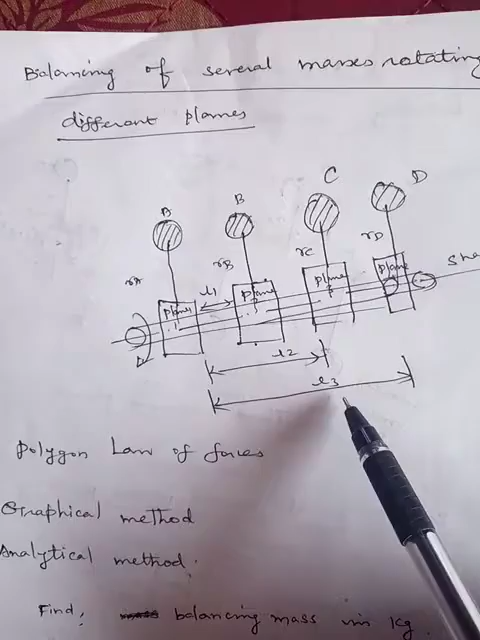 Balancing of several masses rotating
different planes
C
D
B
B
rA
rB
rC
rD
plane
plane
plane
plane
l1
l2
l3
Polygon Law of forces
Graphical method
Analytical method.
Find; balancing mass in kg